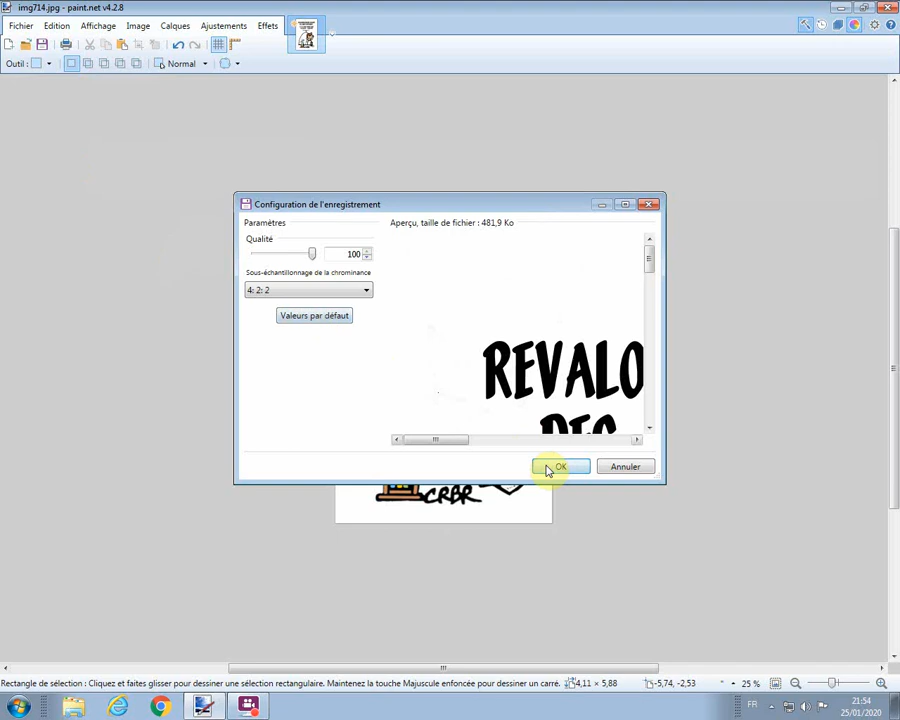 img714.jpg - paint.net v4.2.8
Fichier Edition Affichage Image Calques Ajustements Effets
Outil : Normal
Configuration de l'enregistrement
Paramètres
Aperçu, taille de fichier : 481,9 Ko
Qualité
100
Sous-échantillonnage de la chrominance
4: 2: 2
Valeurs par défaut
REVALO
DES
OK Annuler
CRBR
Rectangle de sélection : Cliquez et faites glisser pour dessiner une sélection rectangulaire. Maintenez la touche Majuscule enfoncée pour dessiner un carré. 4,11 × 5,88 -5,74, -2,53 " 25 %
FR 21:54
25/01/2020